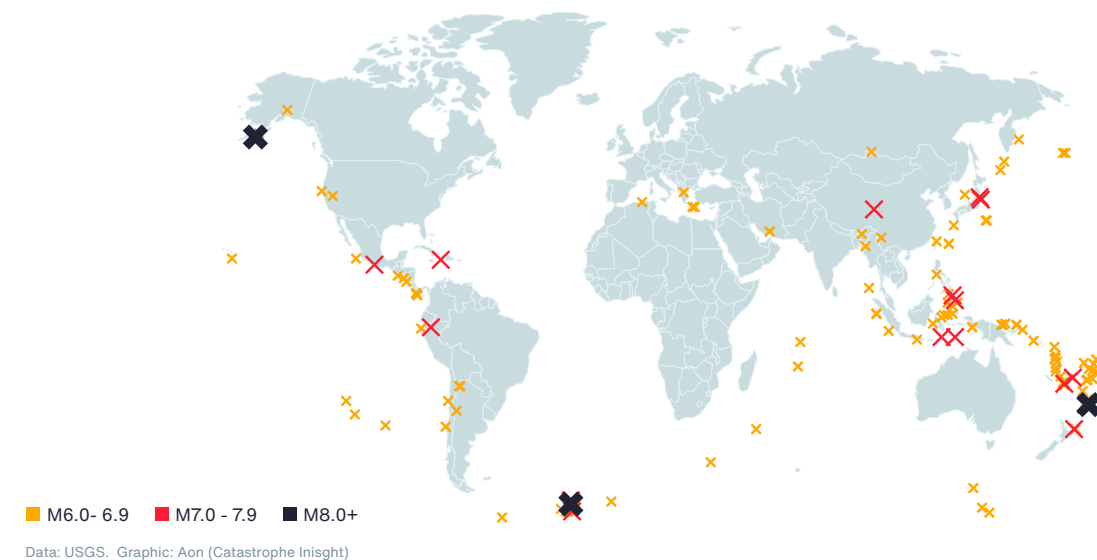 M6.0- 6.9 M7.0 - 7.9 M8.0+
Data: USGS. Graphic: Aon (Catastrophe Inisght)